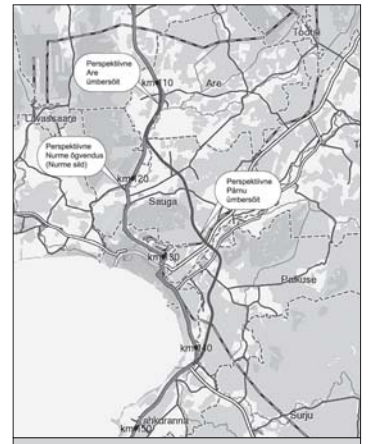 Tootsi
Perspektiivne
Are
ümbersõit
km 110
Are
Lavassaare
Perspektiivne
Nurme õgvendus
(Nurme sild)
km 120
Perspektiivne
Pärnu
ümbersõit
Sauga
km 130
Paikuse
km 140
Surju
km 150